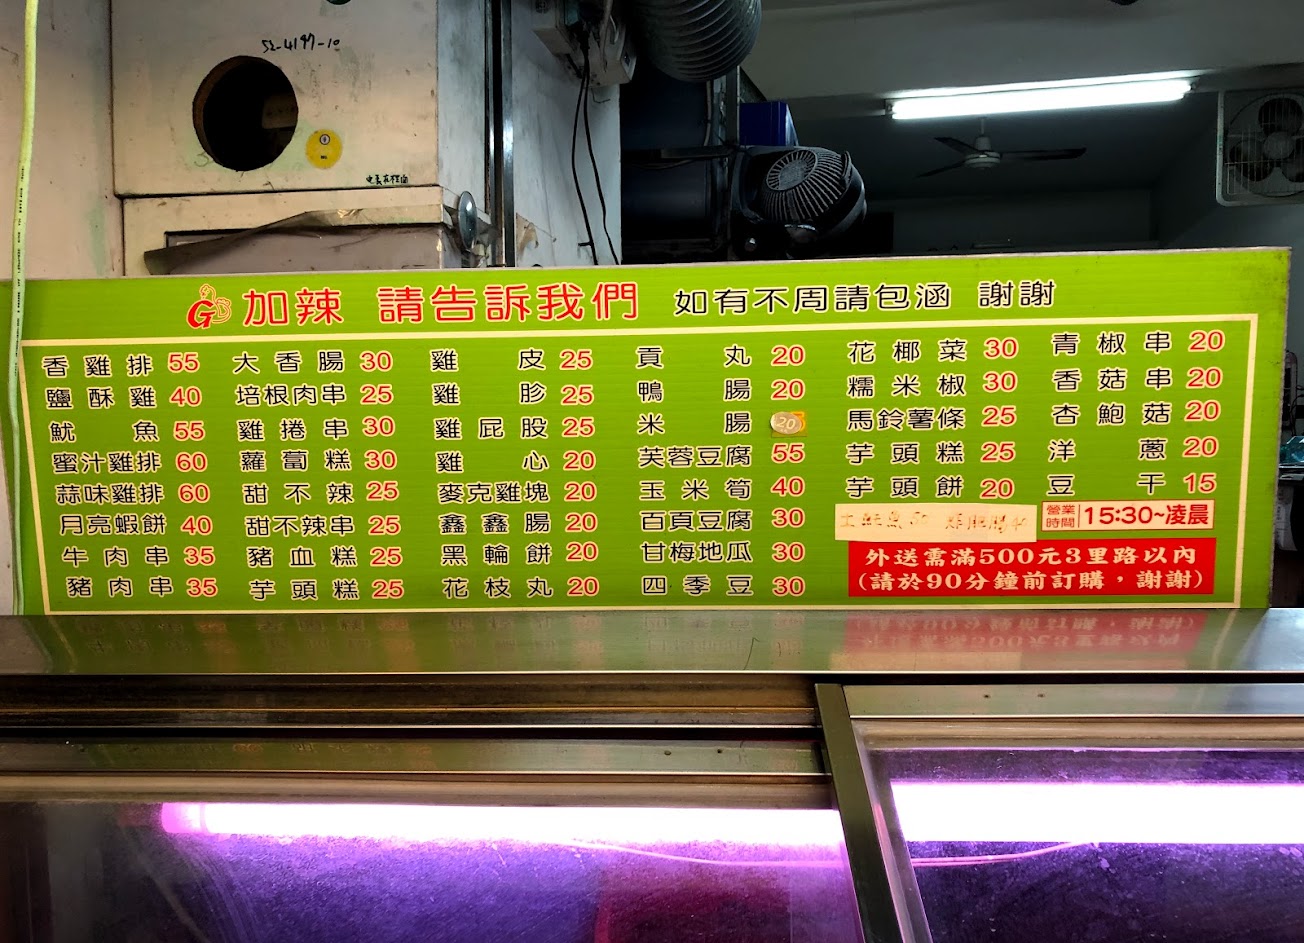 52-4197-10
加辣 請告訴我們 如有不周請包涵 謝謝
香雞排 55
鹽酥雞 40
魷魚 55
蜜汁雞排 60
蒜味雞排 60
月亮蝦餅 40
牛肉串 35
豬肉串 35
大香腸 30
培根肉串 25
雞捲串 30
蘿蔔糕 30
甜不辣 25
甜不辣串 25
豬血糕 25
芋頭糕 25
雞皮 25
雞胗 25
雞屁股 25
雞心 20
麥克雞塊 20
鑫鑫腸 20
黑輪餅 20
花枝丸 20
貢丸 20
鴨腸 20
米腸 20
芙蓉豆腐 55
玉米筍 40
百頁豆腐 30
甘梅地瓜 30
四季豆 30
花椰菜 30
糯米椒 30
馬鈴薯條 25
芋頭糕 25
芋頭餅 20
青椒串 20
香菇串 20
杏鮑菇 20
洋蔥 20
豆干 15
營業時間 15:30~凌晨
外送需滿500元3里路以內
(請於90分鐘前訂購，謝謝)